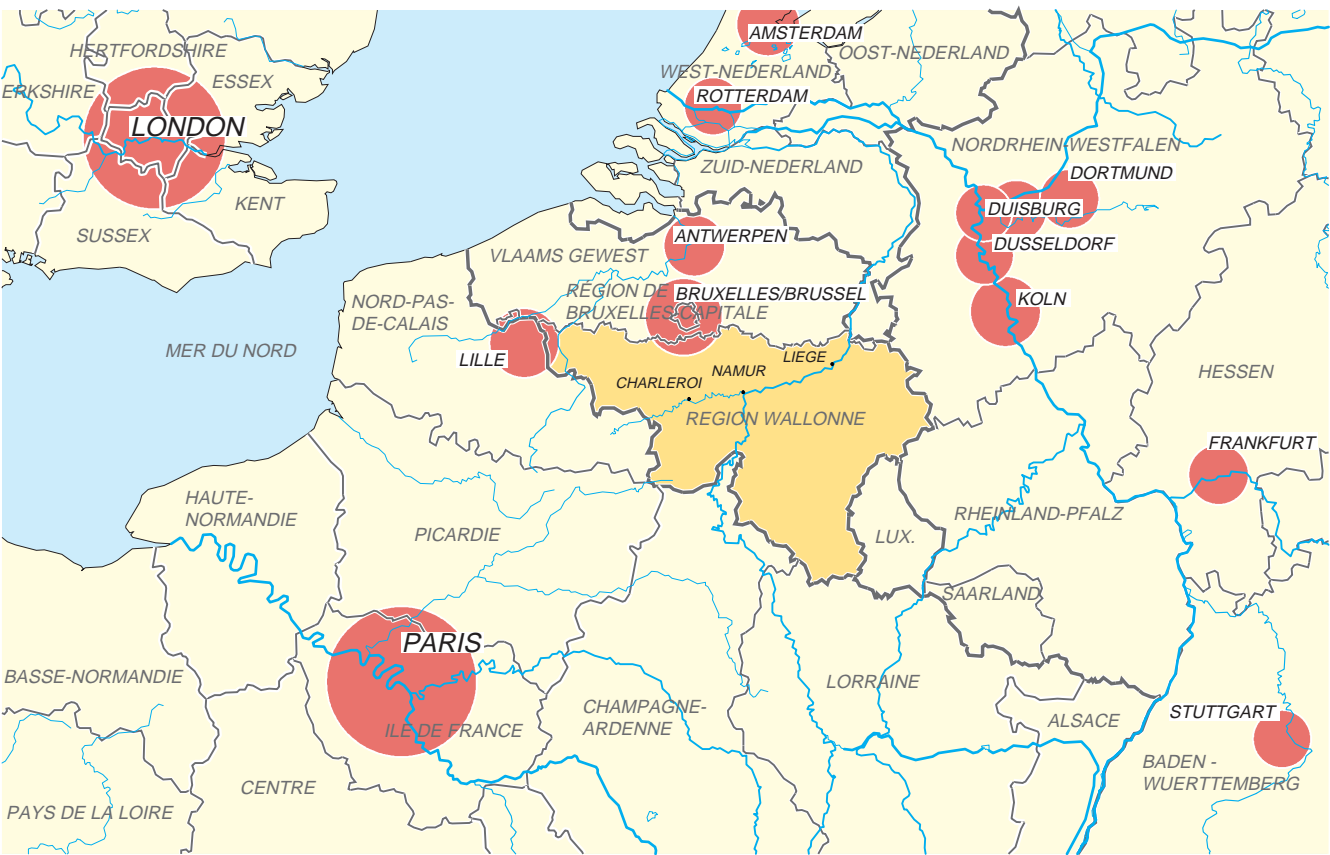 AMSTERDAM
HERTFORDSHIRE
OOST-NEDERLAND
ESSEX
WEST-NEDERLAND
ERKSHIRE
ROTTERDAM
LONDON
NORDRHEIN-WESTFALEN
ZUID-NEDERLAND
DORTMUND
KENT
DUISBURG
SUSSEX
ANTWERPEN
DUSSELDORF
VLAAMS GEWEST
REGION DE
BRUXELLES-CAPITALE
BRUXELLES/BRUSSEL
KOLN
NORD-PAS-
DE-CALAIS
MER DU NORD
LILLE
LIEGE
NAMUR
HESSEN
CHARLEROI
REGION WALLONNE
FRANKFURT
HAUTE-
NORMANDIE
RHEINLAND-PFALZ
PICARDIE
LUX.
SAARLAND
PARIS
BASSE-NORMANDIE
LORRAINE
CHAMPAGNE-
ARDENNE
STUTTGART
ALSACE
ILE DE FRANCE
BADEN -
WUERTTEMBERG
CENTRE
PAYS DE LA LOIRE